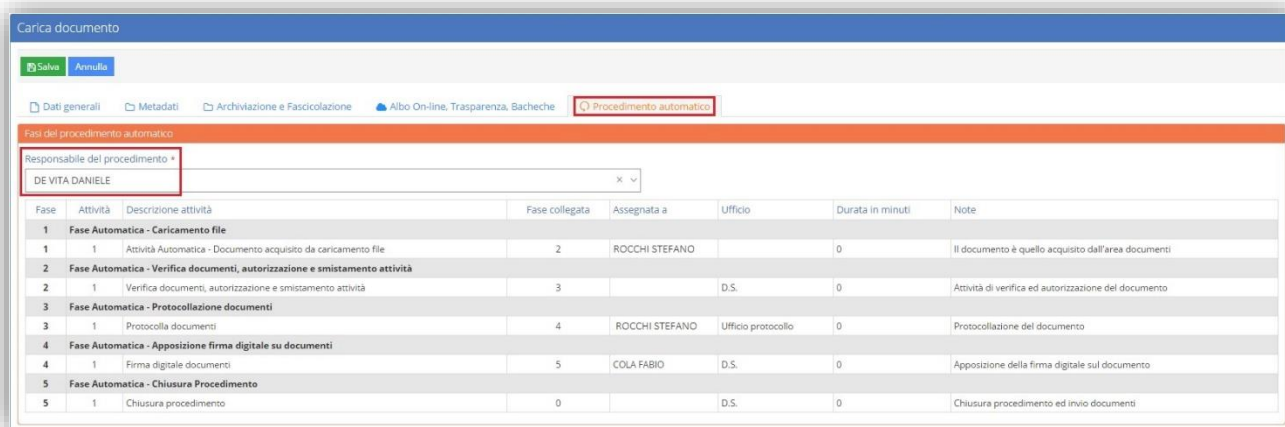 Carica documento
Salva Annulla
Dati generali Metadati Archiviazione e Fascicolazione Albo On-line, Trasparenza, Bacheche Procedimento automatico
Fasi del procedimento automatico
Responsabile del procedimento *
DE VITA DANIELE
Fase Attività Descrizione attività Fase collegata Assegnata a Ufficio Durata in minuti Note
1 Fase Automatica - Caricamento file
1 1 Attività Automatica - Documento acquisito da caricamento file 2 ROCCHI STEFANO 0 Il documento è quello acquisito dall'area documenti
2 Fase Automatica - Verifica documenti, autorizzazione e smistamento attività
2 1 Verifica documenti, autorizzazione e smistamento attività 3 D.S. 0 Attività di verifica ed autorizzazione del documento
3 Fase Automatica - Protocollazione documenti
3 1 Protocolla documenti 4 ROCCHI STEFANO Ufficio protocollo 0 Protocollazione del documento
4 Fase Automatica - Apposizione firma digitale su documenti
4 1 Firma digitale documenti 5 COLA FABIO D.S. 0 Apposizione della firma digitale sul documento
5 Fase Automatica - Chiusura Procedimento
5 1 Chiusura procedimento 0 D.S. 0 Chiusura procedimento ed invio documenti